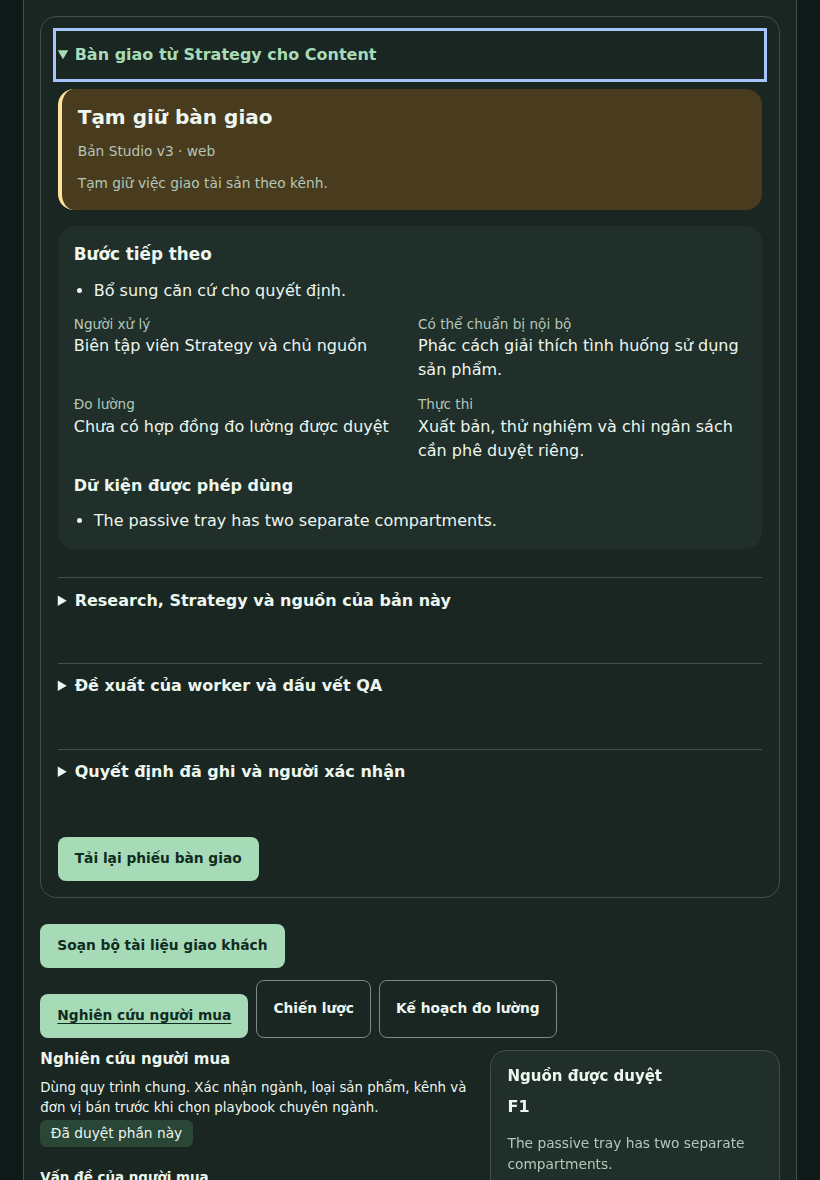 Bàn giao từ Strategy cho Content
Tạm giữ bàn giao
Bản Studio v3 · web
Tạm giữ việc giao tài sản theo kênh.
Bước tiếp theo
Bổ sung căn cứ cho quyết định.
Người xử lý
Biên tập viên Strategy và chủ nguồn
Có thể chuẩn bị nội bộ
Phác cách giải thích tình huống sử dụng
sản phẩm.
Đo lường
Chưa có hợp đồng đo lường được duyệt
Thực thi
Xuất bản, thử nghiệm và chi ngân sách
cần phê duyệt riêng.
Dữ kiện được phép dùng
The passive tray has two separate compartments.
Research, Strategy và nguồn của bản này
Đề xuất của worker và dấu vết QA
Quyết định đã ghi và người xác nhận
Tải lại phiếu bàn giao
Soạn bộ tài liệu giao khách
Nghiên cứu người mua
Chiến lược
Kế hoạch đo lường
Nghiên cứu người mua
Dùng quy trình chung. Xác nhận ngành, loại sản phẩm, kênh và
đơn vị bán trước khi chọn playbook chuyên ngành.
Đã duyệt phần này
Vấn đề của người mua
Nguồn được duyệt
F1
The passive tray has two separate
compartments.